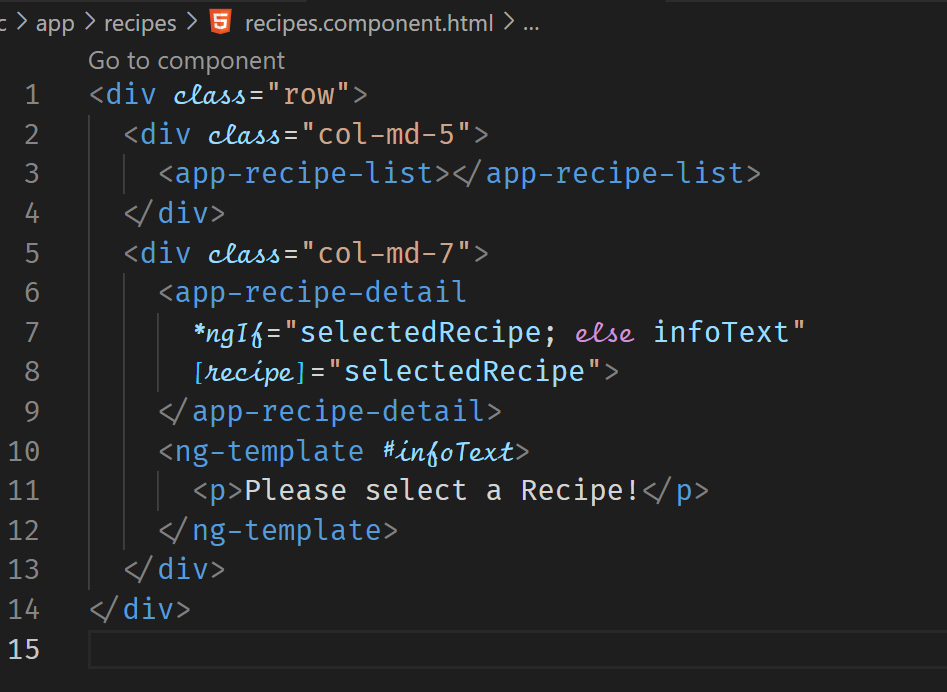 c > app > recipes > recipes.component.html > ...
Go to component
1 <div class="row">
2   <div class="col-md-5">
3     <app-recipe-list></app-recipe-list>
4   </div>
5   <div class="col-md-7">
6     <app-recipe-detail
7       *ngIf="selectedRecipe; else infoText"
8       [recipe]="selectedRecipe">
9     </app-recipe-detail>
10     <ng-template #infoText>
11       <p>Please select a Recipe!</p>
12     </ng-template>
13   </div>
14 </div>
15